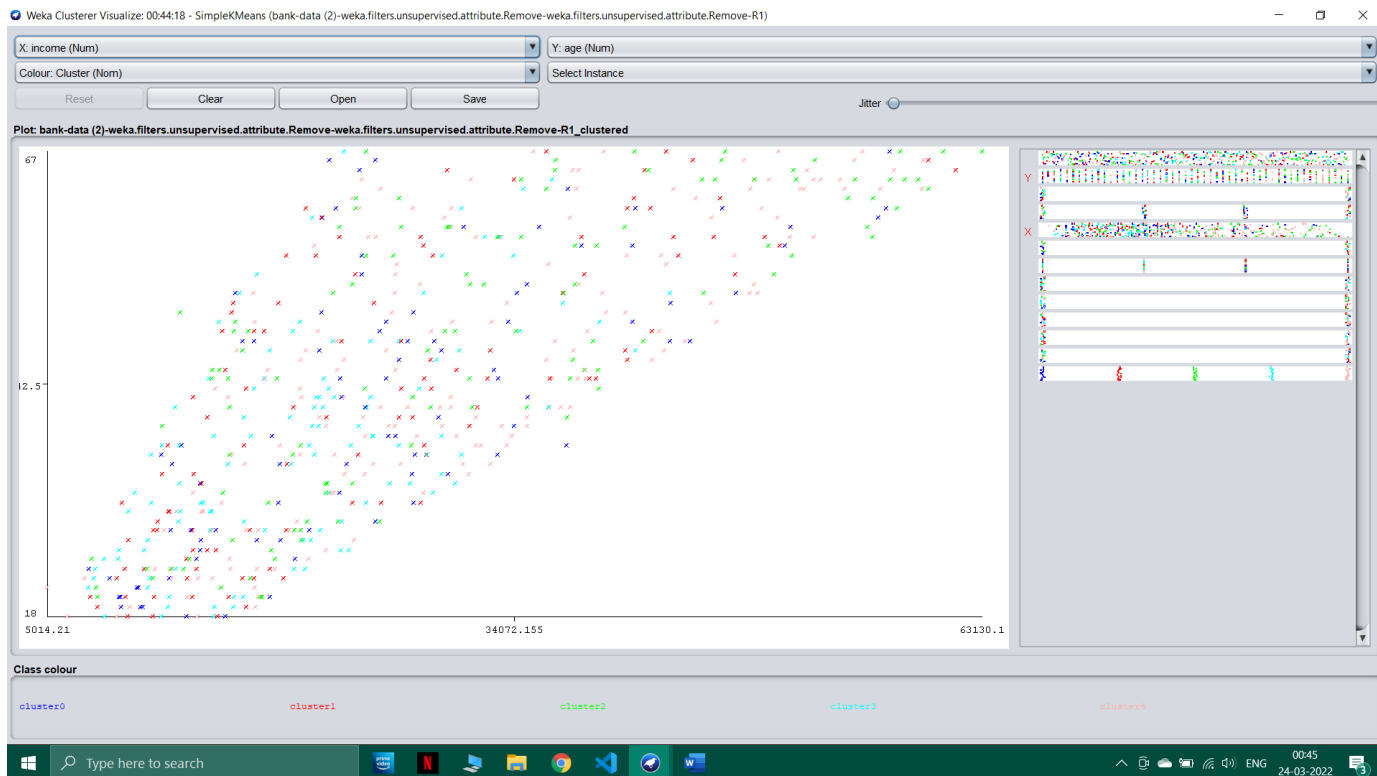 Weka Clusterer Visualize: 00:44:18 - SimpleKMeans (bank-data (2)-weka.filters.unsupervised.attribute.Remove-weka.filters.unsupervised.attribute.Remove-R1)
X: income (Num) Y: age (Num)
Colour: Cluster (Nom) Select Instance
Reset Clear Open Save Jitter
Plot: bank-data (2)-weka.filters.unsupervised.attribute.Remove-weka.filters.unsupervised.attribute.Remove-R1_clustered
67
Y
X
42.5
18
5014.21 34072.155 63130.1
Class colour
cluster0 cluster1 cluster2 cluster3 cluster4
prime video N W
Type here to search ENG 00:45
24-03-2022 3